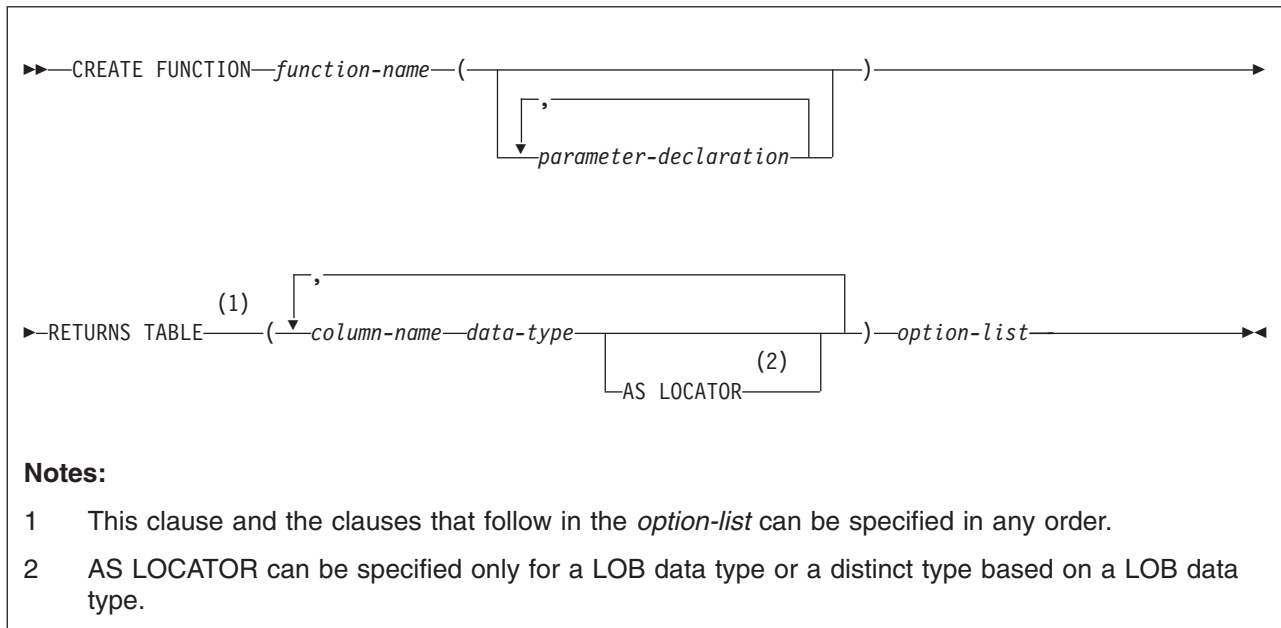 CREATE FUNCTION function-name ( )
,
parameter-declaration
,
(1)
RETURNS TABLE ( column-name data-type ) option-list
(2)
AS LOCATOR
Notes:
1 This clause and the clauses that follow in the option-list can be specified in any order.
2 AS LOCATOR can be specified only for a LOB data type or a distinct type based on a LOB data
type.